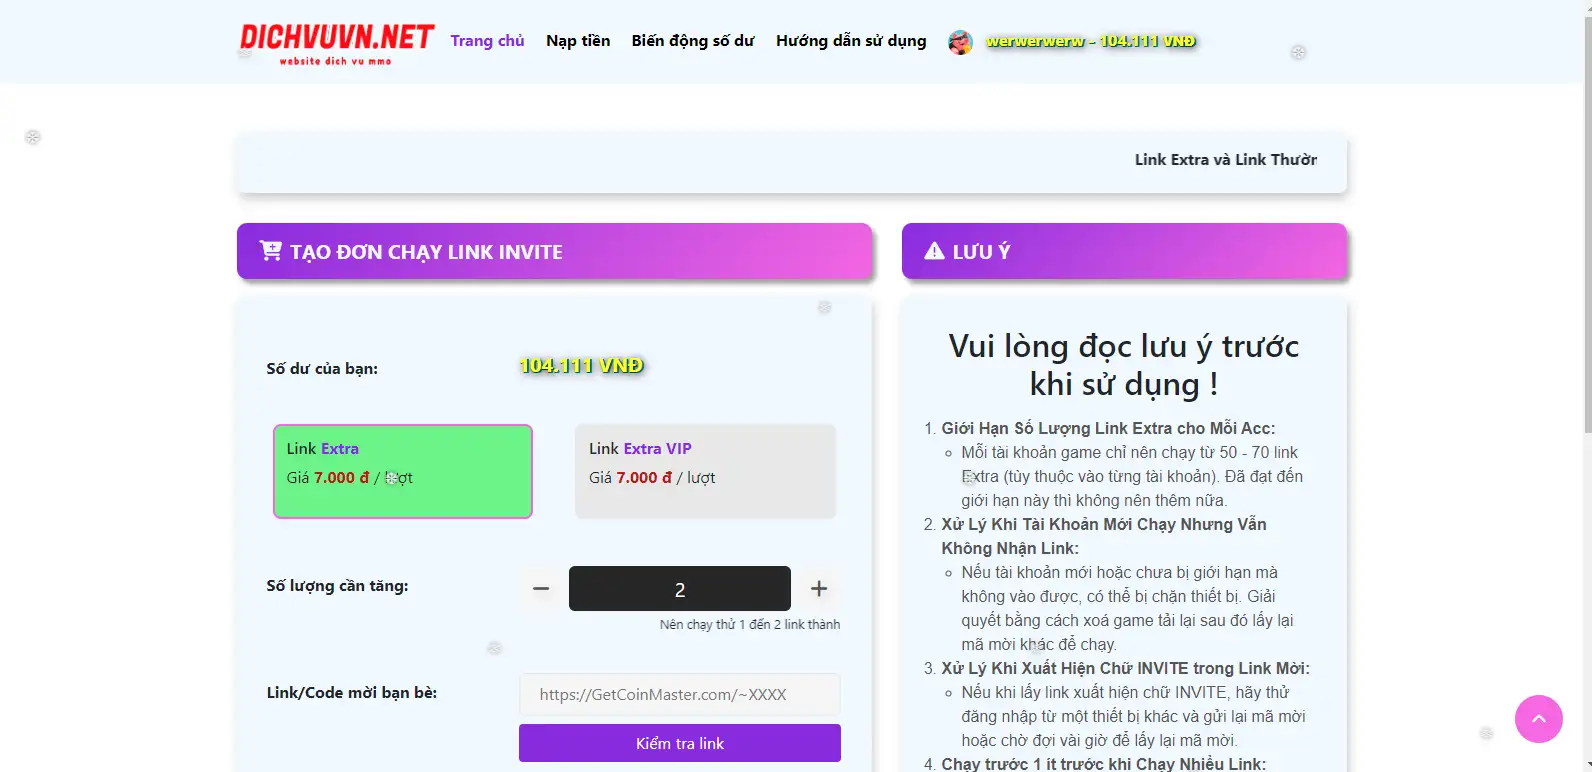 DICHVUVN.NET
website dich vu mmo
Trang chủ
Nạp tiền
Biến động số dư
Hướng dẫn sử dụng
werwerwerw - 104.111 VNĐ
Link Extra và Link Thườn
TẠO ĐƠN CHẠY LINK INVITE
Số dư của bạn:
104.111 VNĐ
Link Extra
Giá 7.000 đ / lượt
Link Extra VIP
Giá 7.000 đ / lượt
Số lượng cần tăng:
2
Nên chạy thử 1 đến 2 link thành
Link/Code mời bạn bè:
https://GetCoinMaster.com/~XXXX
Kiểm tra link
LƯU Ý
Vui lòng đọc lưu ý trước
khi sử dụng !
1. Giới Hạn Số Lượng Link Extra cho Mỗi Acc:
Mỗi tài khoản game chỉ nên chạy từ 50 - 70 link
Extra (tùy thuộc vào từng tài khoản). Đã đạt đến
giới hạn này thì không nên thêm nữa.
2. Xử Lý Khi Tài Khoản Mới Chạy Nhưng Vẫn
Không Nhận Link:
Nếu tài khoản mới hoặc chưa bị giới hạn mà
không vào được, có thể bị chặn thiết bị. Giải
quyết bằng cách xoá game tải lại sau đó lấy lại
mã mời khác để chạy.
3. Xử Lý Khi Xuất Hiện Chữ INVITE trong Link Mời:
Nếu khi lấy link xuất hiện chữ INVITE, hãy thử
đăng nhập từ một thiết bị khác và gửi lại mã mời
hoặc chờ đợi vài giờ để lấy lại mã mời.
4. Chạy trước 1 ít trước khi Chạy Nhiều Link: